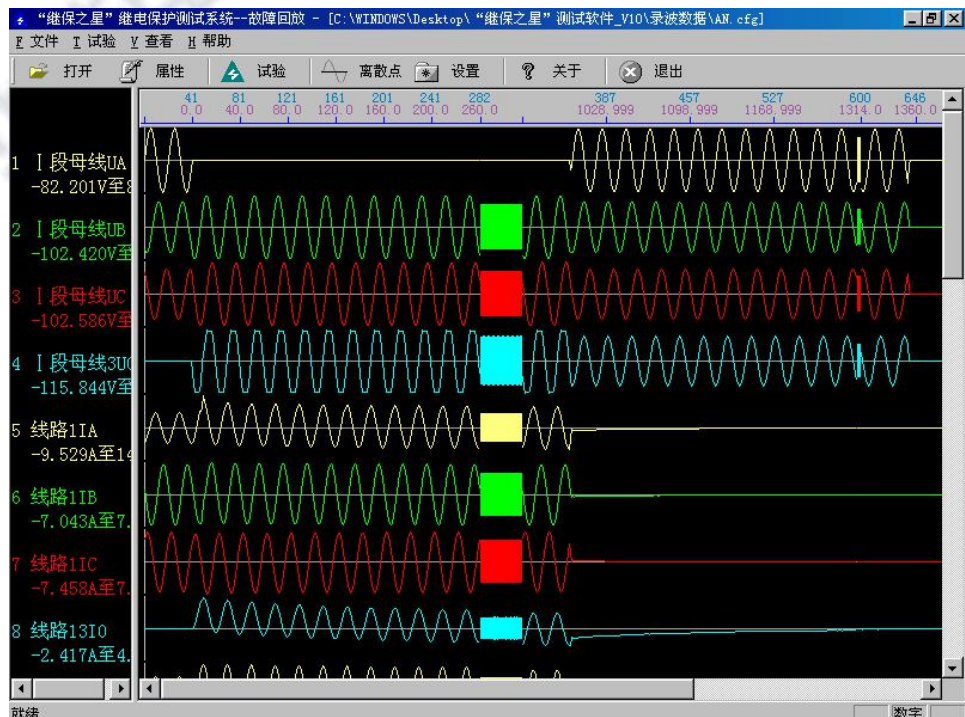 “继保之星”继电保护测试系统--故障回放 - [C:\WINDOWS\Desktop\“继保之星”测试软件_V10\录波数据\AN.cfg]
F 文件 T 试验 V 查看 H 帮助
打开 属性 试验 离散点 设置 关于 退出
41 81 121 161 201 241 282 387 457 527 600 646
0.0 40.0 80.0 120.0 160.0 200.0 260.0 1028.999 1098.999 1168.999 1314.0 1360.0
1 Ⅰ段母线UA
-82.201V至8
2 Ⅰ段母线UB
-102.420V至
3 Ⅰ段母线UC
-102.586V至
4 Ⅰ段母线3U0
-115.844V至
5 线路1IA
-9.529A至14
6 线路1IB
-7.043A至7.
7 线路1IC
-7.458A至7.
8 线路13I0
-2.417A至4.
就绪 数字